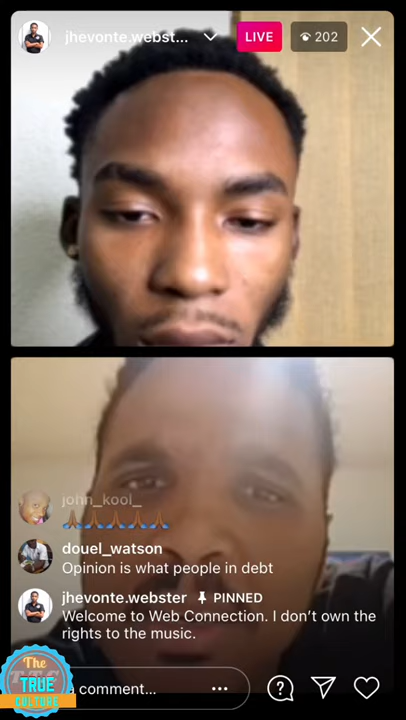 jhevonte.webst...
LIVE
202
john_kool_
douel_watson
Opinion is what people in debt
jhevonte.webster PINNED
Welcome to Web Connection. I don't own the
rights to the music.
The
TRUE
CULTURE
a comment...